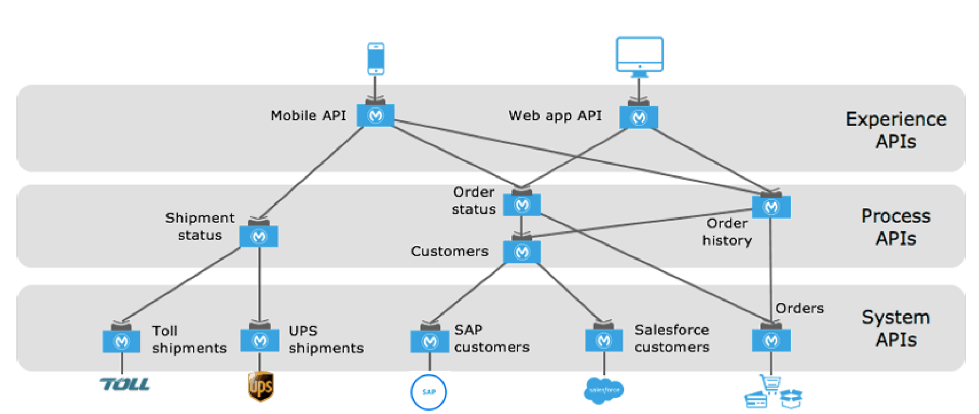 Mobile API
Web app API
Experience
APIs
Order
status
Shipment
status
Process
APIs
Order
history
Customers
Orders
System
APIs
Toll
shipments
UPS
shipments
SAP
customers
Salesforce
customers
TOLL
ups
SAP
salesforce